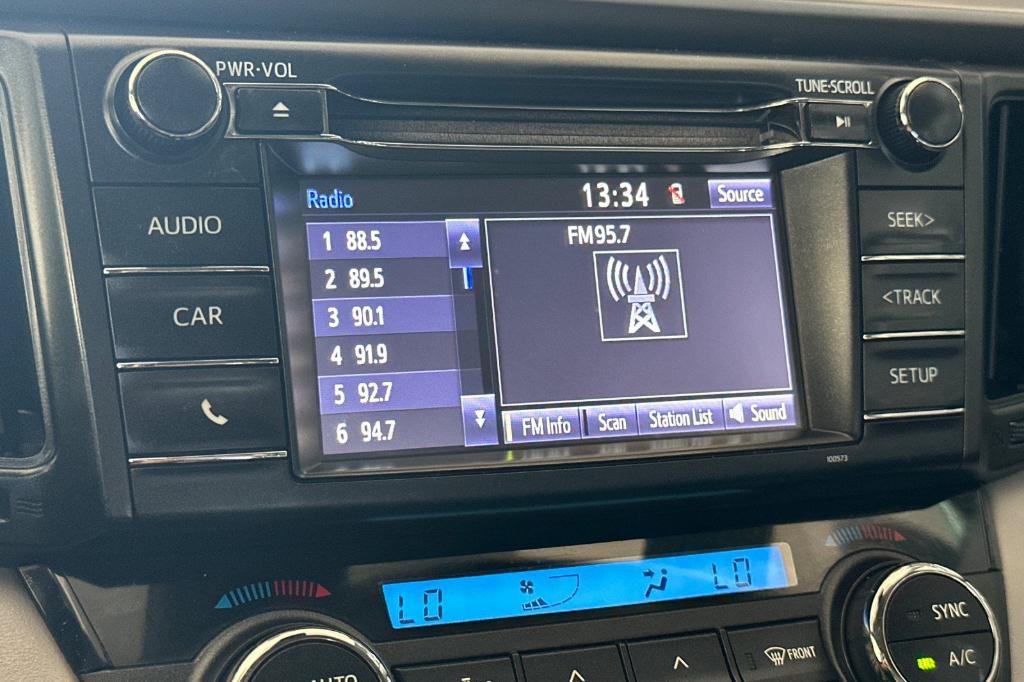 PWR·VOL
TUNE·SCROLL
AUDIO
CAR
Radio
13:34
Source
1 88.5
2 89.5
3 90.1
4 91.9
5 92.7
6 94.7
FM95.7
FM Info
Scan
Station List
Sound
SEEK>
<TRACK
SETUP
100573
LO
LO
AUTO
FRONT
SYNC
A/C